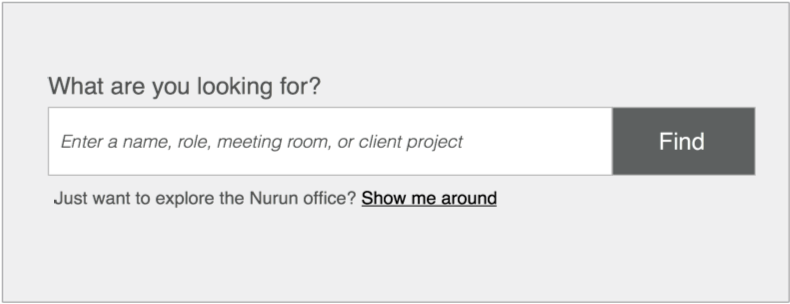 What are you looking for?
Enter a name, role, meeting room, or client project
Find
Just want to explore the Nurun office? Show me around